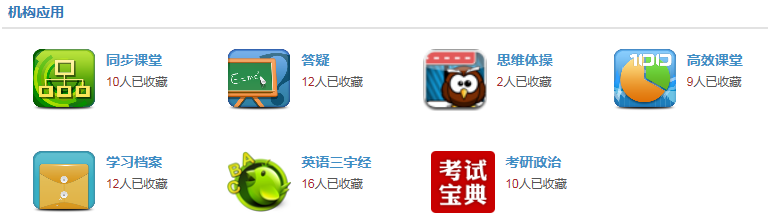 机构应用
同步课堂
10人已收藏
答疑
12人已收藏
思维体操
2人已收藏
100
高效课堂
9人已收藏
学习档案
12人已收藏
ABC
英语三字经
16人已收藏
考试
宝典
考研政治
10人已收藏